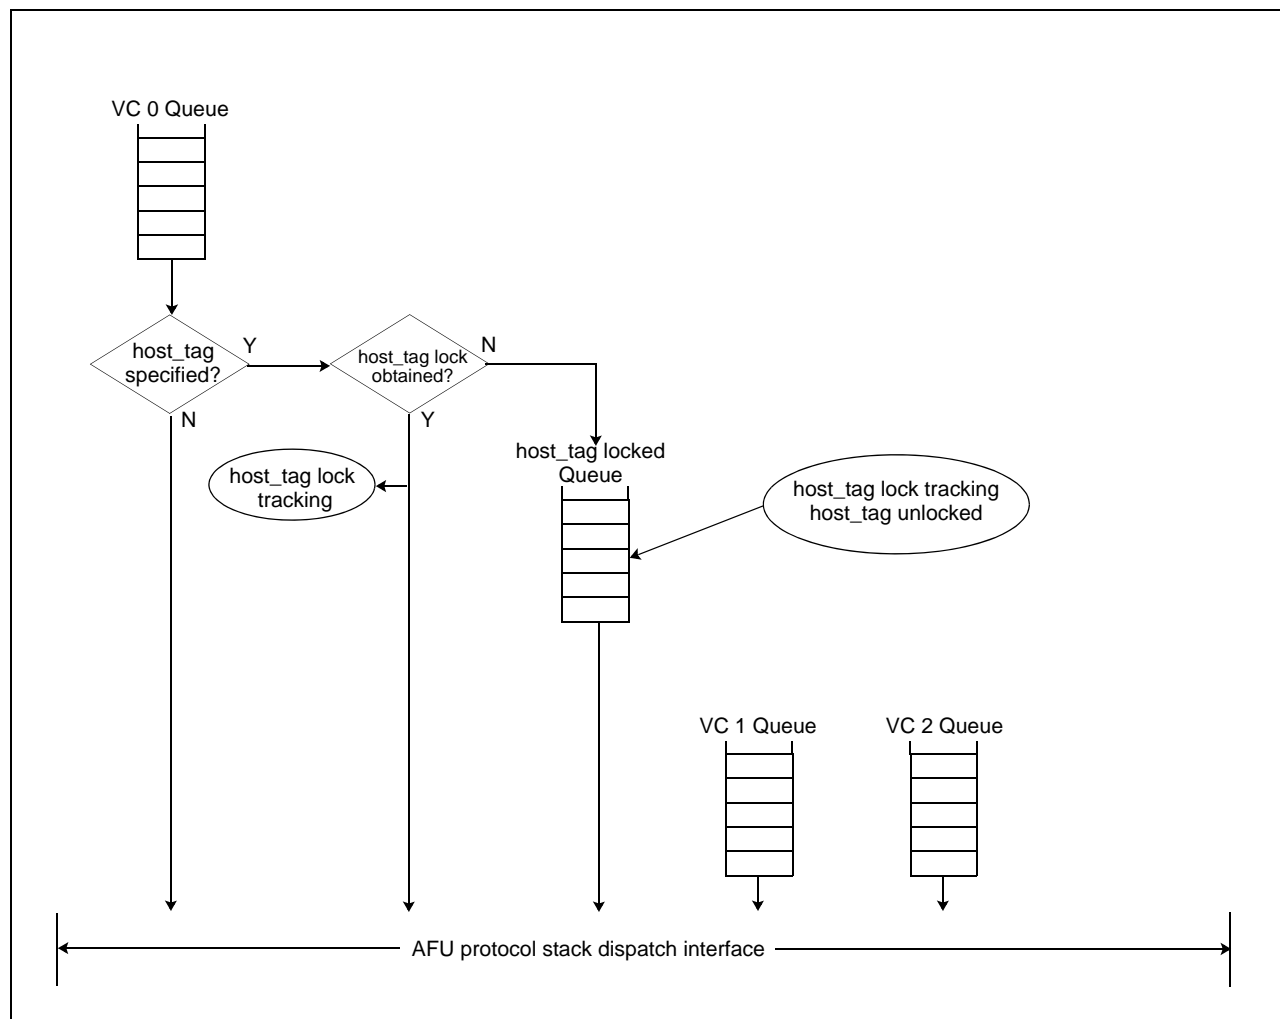 VC 0 Queue
host_tag
specified?
Y
N
host_tag lock
obtained?
N
Y
host_tag lock
tracking
host_tag locked
Queue
host_tag lock tracking
host_tag unlocked
VC 1 Queue
VC 2 Queue
AFU protocol stack dispatch interface